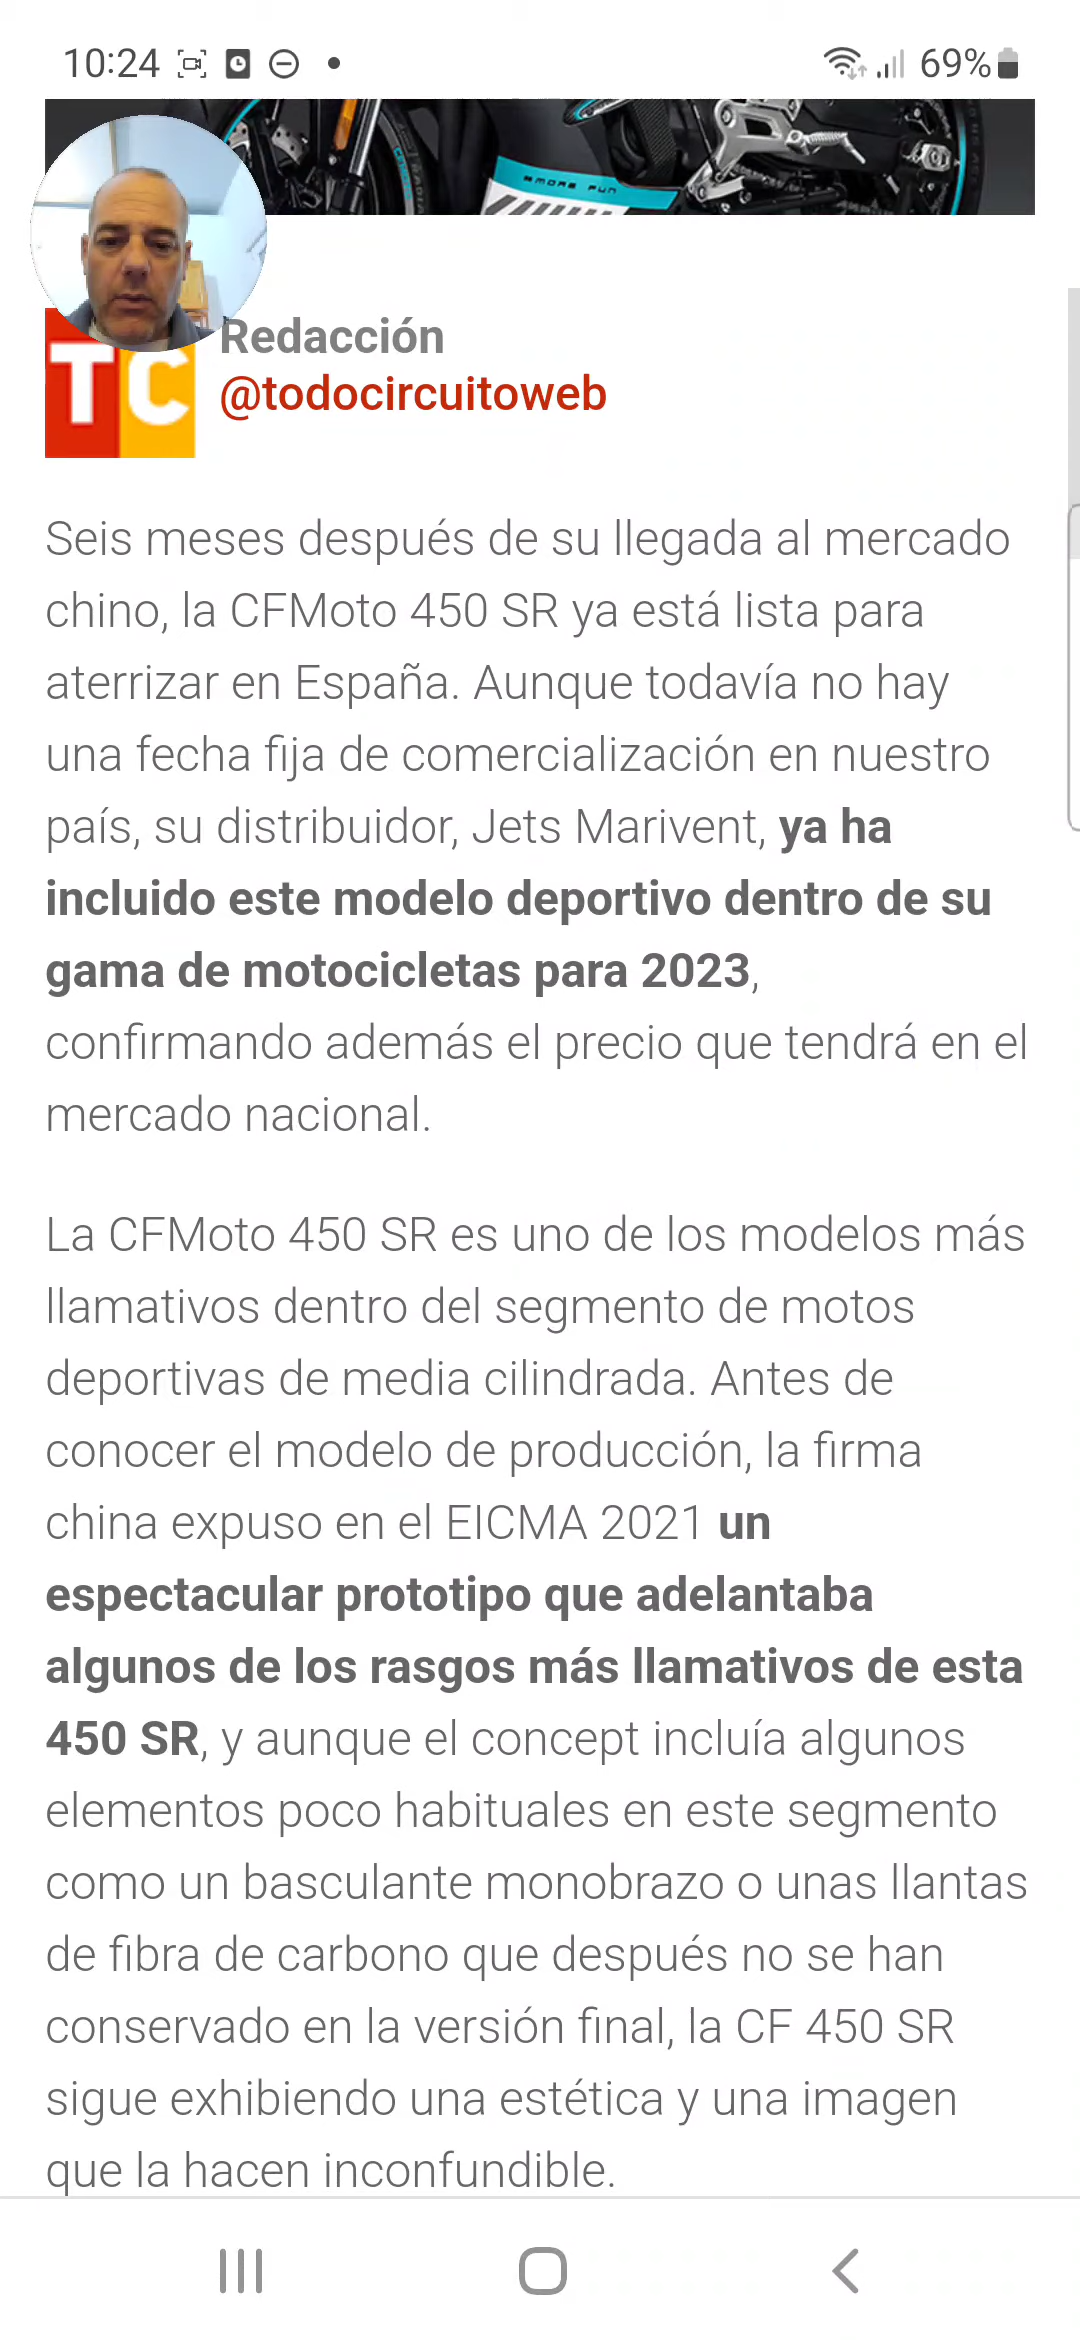 10:24
69%
MORE FUN
TC
Redacción
@todocircuitoweb
Seis meses después de su llegada al mercado
chino, la CFMoto 450 SR ya está lista para
aterrizar en España. Aunque todavía no hay
una fecha fija de comercialización en nuestro
país, su distribuidor, Jets Marivent, ya ha
incluido este modelo deportivo dentro de su
gama de motocicletas para 2023,
confirmando además el precio que tendrá en el
mercado nacional.
La CFMoto 450 SR es uno de los modelos más
llamativos dentro del segmento de motos
deportivas de media cilindrada. Antes de
conocer el modelo de producción, la firma
china expuso en el EICMA 2021 un
espectacular prototipo que adelantaba
algunos de los rasgos más llamativos de esta
450 SR, y aunque el concept incluía algunos
elementos poco habituales en este segmento
como un basculante monobrazo o unas llantas
de fibra de carbono que después no se han
conservado en la versión final, la CF 450 SR
sigue exhibiendo una estética y una imagen
que la hacen inconfundible.